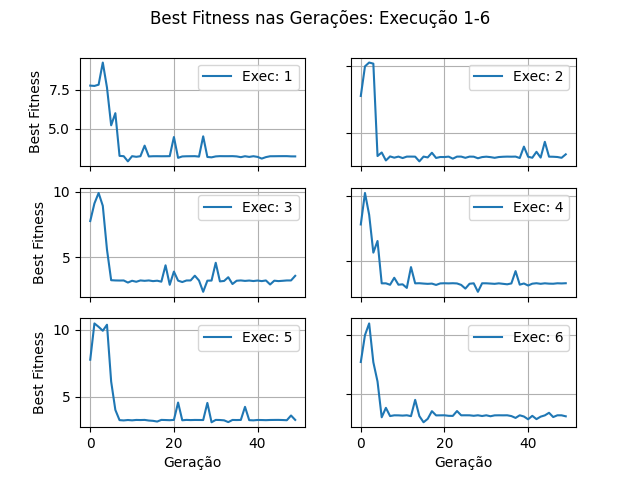 Best Fitness nas Gerações: Execução 1-6
Best Fitness
7.5
5.0
Exec: 1
Exec: 2
Best Fitness
10
5
Exec: 3
Exec: 4
Best Fitness
10
5
Exec: 5
Exec: 6
0
20
40
0
20
40
Geração
Geração